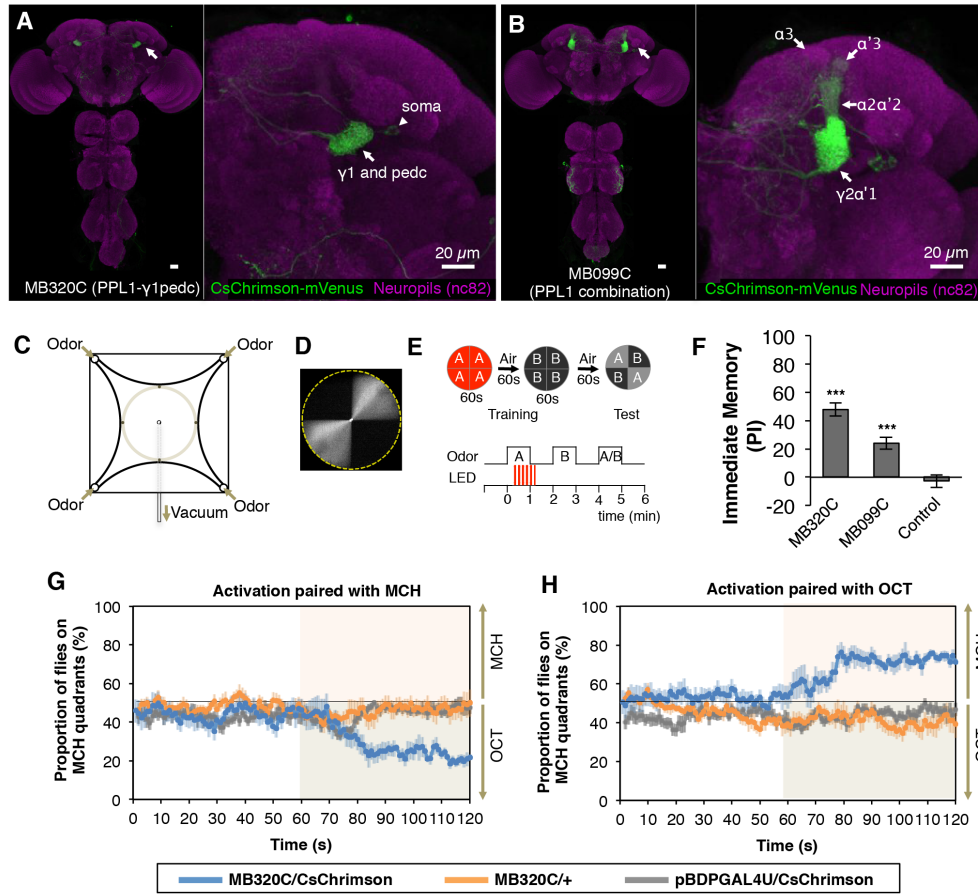 A
soma
γ1 and pedc
20 µm
MB320C (PPL1-γ1pedc)
CsChrimson-mVenus Neuropils (nc82)
B
α3
α'3
α2α'2
γ2α'1
20 µm
MB099C
(PPL1 combination)
CsChrimson-mVenus Neuropils (nc82)
C
Odor
Odor
Odor
Odor
Vacuum
D
E
Air
60s
Air
60s
A A
A A
B B
B B
A B
B A
60s
60s
Training
Test
Odor
A
B
A/B
LED
0 1 2 3 4 5 6
time (min)
F
Immediate Memory
(PI)
100
80
60
40
20
0
-20
***
***
MB320C
MB099C
Control
G
Activation paired with MCH
Proportion of flies on
MCH quadrants (%)
100
80
60
40
20
0
0 10 20 30 40 50 60 70 80 90 100 110 120
Time (s)
MCH
OCT
H
Activation paired with OCT
Proportion of flies on
MCH quadrants (%)
100
80
60
40
20
0
0 10 20 30 40 50 60 70 80 90 100 110 120
Time (s)
MB320C/CsChrimson
MB320C/+
pBDPGAL4U/CsChrimson